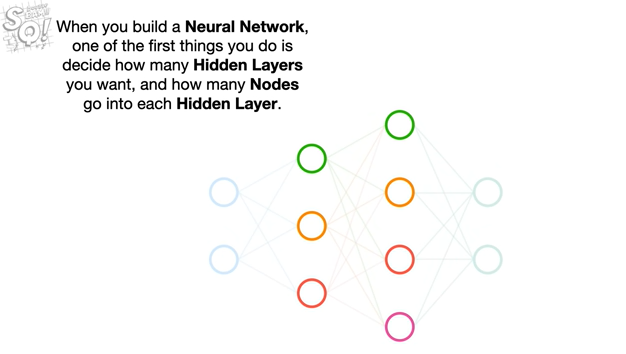 When you build a Neural Network,
one of the first things you do is
decide how many Hidden Layers
you want, and how many Nodes
go into each Hidden Layer.